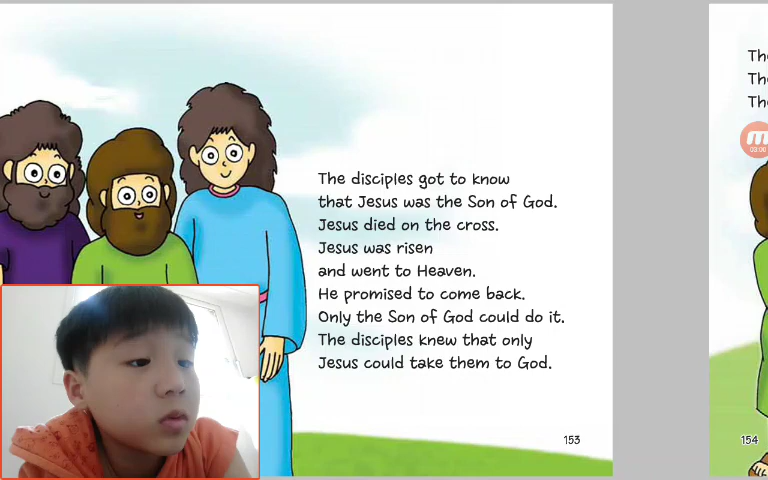 The disciples got to know
that Jesus was the Son of God.
Jesus died on the cross.
Jesus was risen
and went to Heaven.
He promised to come back.
Only the Son of God could do it.
The disciples knew that only
Jesus could take them to God.
153
154